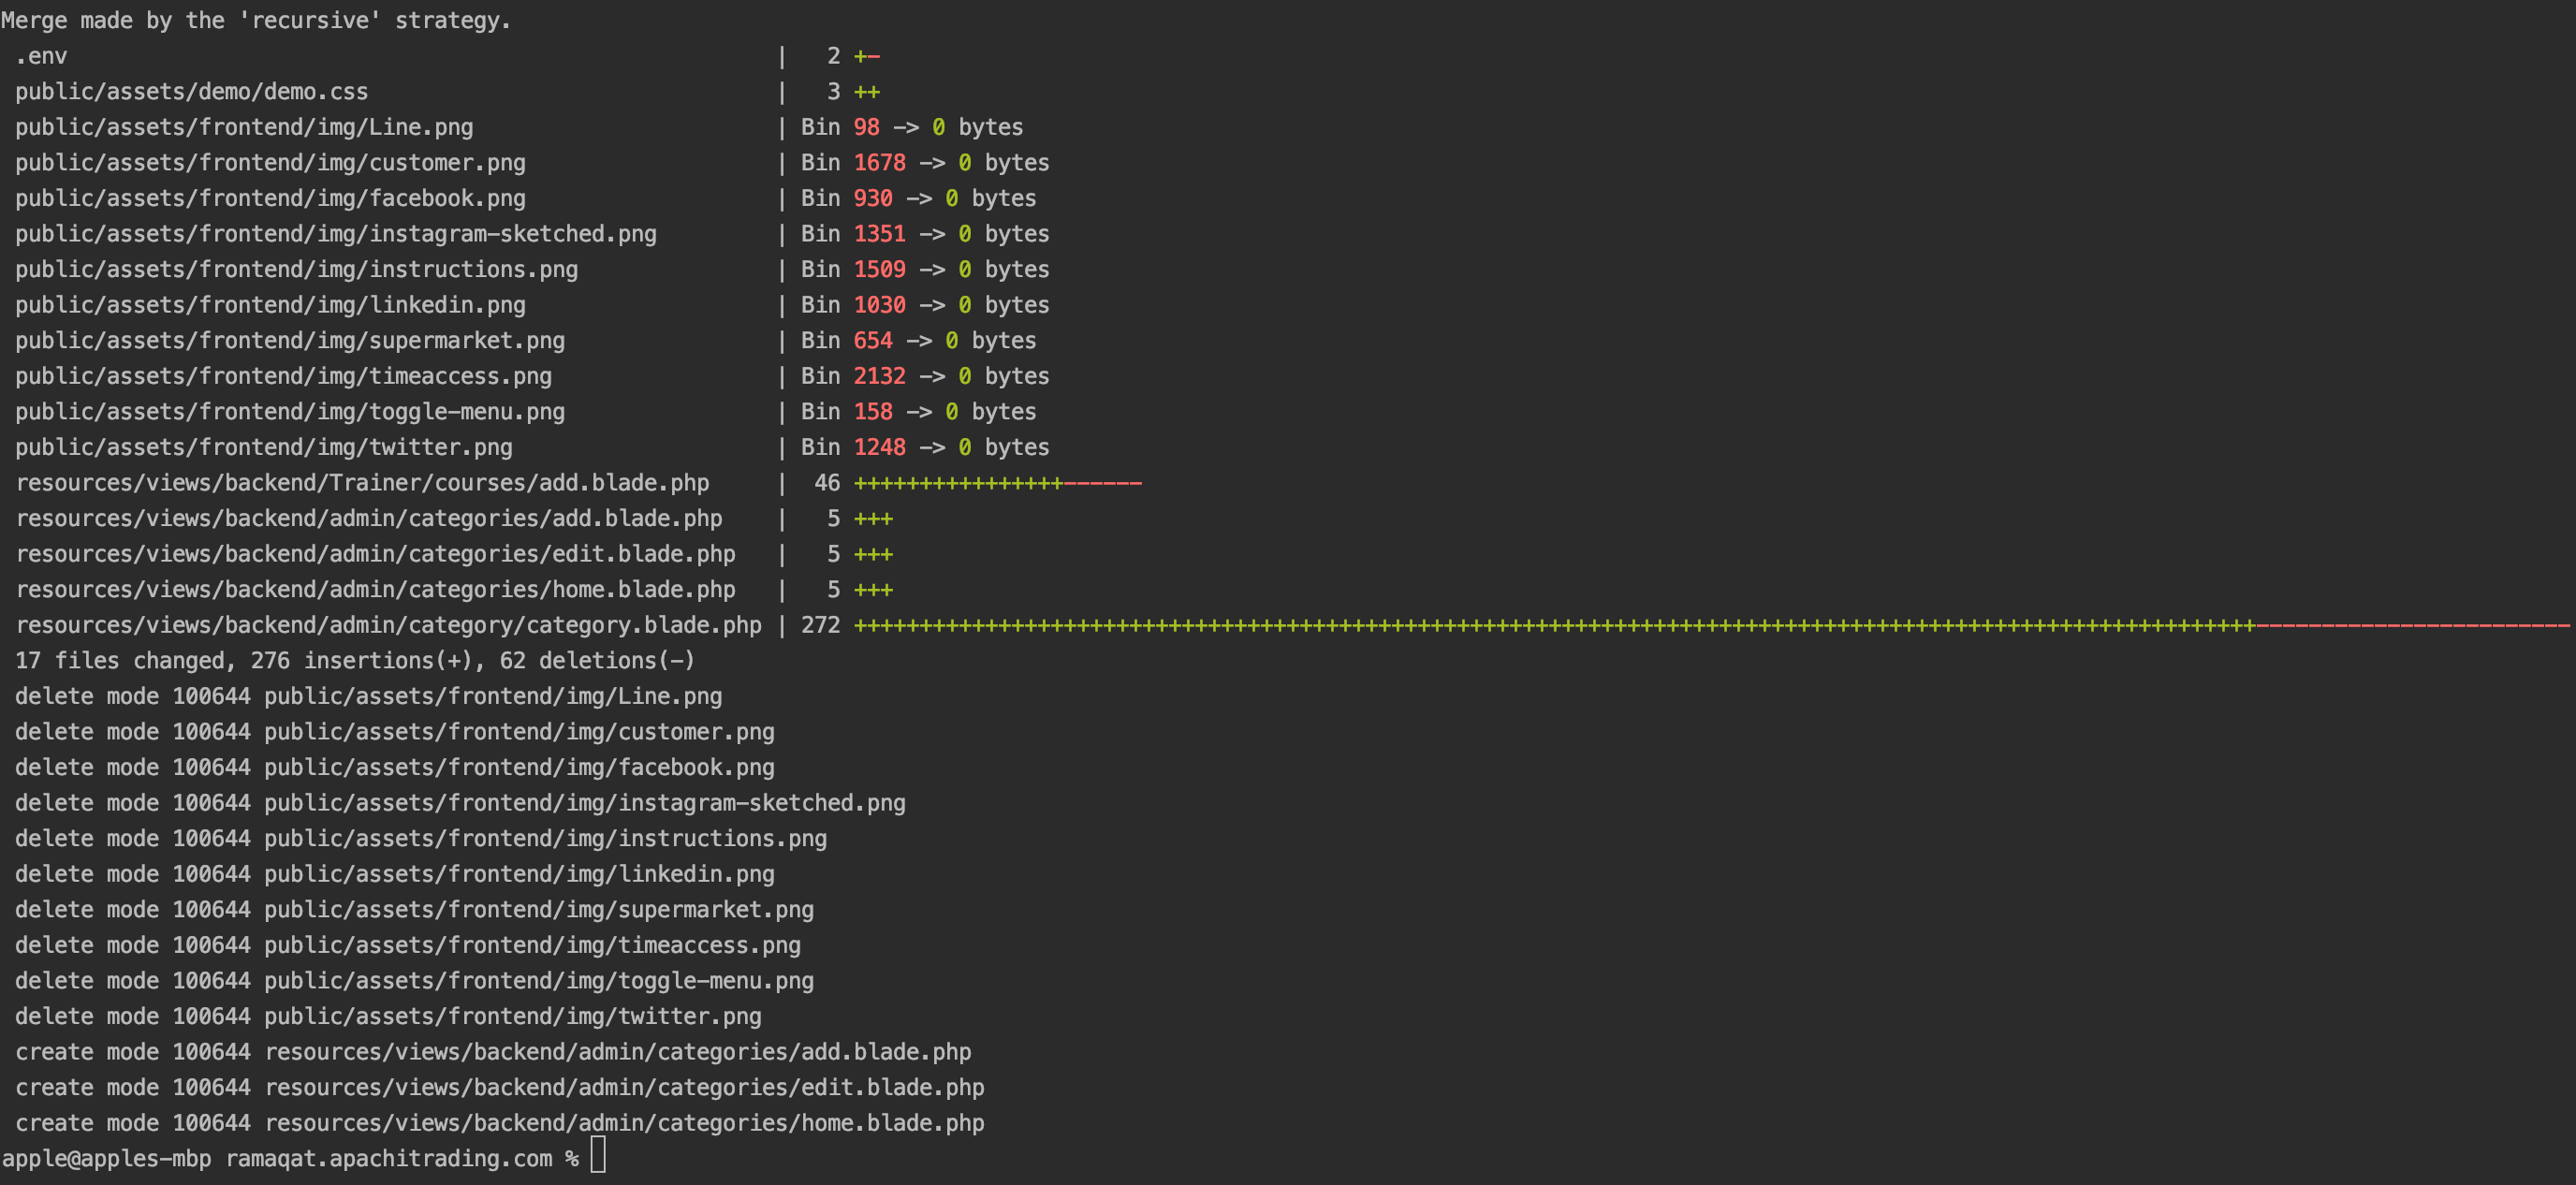 Merge made by the 'recursive' strategy.
 .env                                                      |   2 +-
 public/assets/demo/demo.css                               |   3 ++
 public/assets/frontend/img/Line.png                       | Bin 98 -> 0 bytes
 public/assets/frontend/img/customer.png                   | Bin 1678 -> 0 bytes
 public/assets/frontend/img/facebook.png                   | Bin 930 -> 0 bytes
 public/assets/frontend/img/instagram-sketched.png         | Bin 1351 -> 0 bytes
 public/assets/frontend/img/instructions.png               | Bin 1509 -> 0 bytes
 public/assets/frontend/img/linkedin.png                   | Bin 1030 -> 0 bytes
 public/assets/frontend/img/supermarket.png                | Bin 654 -> 0 bytes
 public/assets/frontend/img/timeaccess.png                 | Bin 2132 -> 0 bytes
 public/assets/frontend/img/toggle-menu.png                | Bin 158 -> 0 bytes
 public/assets/frontend/img/twitter.png                    | Bin 1248 -> 0 bytes
 resources/views/backend/Trainer/courses/add.blade.php     |  46 ++++++++++++++++------
 resources/views/backend/admin/categories/add.blade.php    |   5 +++
 resources/views/backend/admin/categories/edit.blade.php   |   5 +++
 resources/views/backend/admin/categories/home.blade.php   |   5 +++
 resources/views/backend/admin/category/category.blade.php | 272 +++++++++++++++++++++++++++++++++++++++++++++++++++++++++++++++++++++++++++++++++++++++++++++++++++++++++++------------------------
 17 files changed, 276 insertions(+), 62 deletions(-)
 delete mode 100644 public/assets/frontend/img/Line.png
 delete mode 100644 public/assets/frontend/img/customer.png
 delete mode 100644 public/assets/frontend/img/facebook.png
 delete mode 100644 public/assets/frontend/img/instagram-sketched.png
 delete mode 100644 public/assets/frontend/img/instructions.png
 delete mode 100644 public/assets/frontend/img/linkedin.png
 delete mode 100644 public/assets/frontend/img/supermarket.png
 delete mode 100644 public/assets/frontend/img/timeaccess.png
 delete mode 100644 public/assets/frontend/img/toggle-menu.png
 delete mode 100644 public/assets/frontend/img/twitter.png
 create mode 100644 resources/views/backend/admin/categories/add.blade.php
 create mode 100644 resources/views/backend/admin/categories/edit.blade.php
 create mode 100644 resources/views/backend/admin/categories/home.blade.php
apple@apples-mbp ramaqat.apachitrading.com %